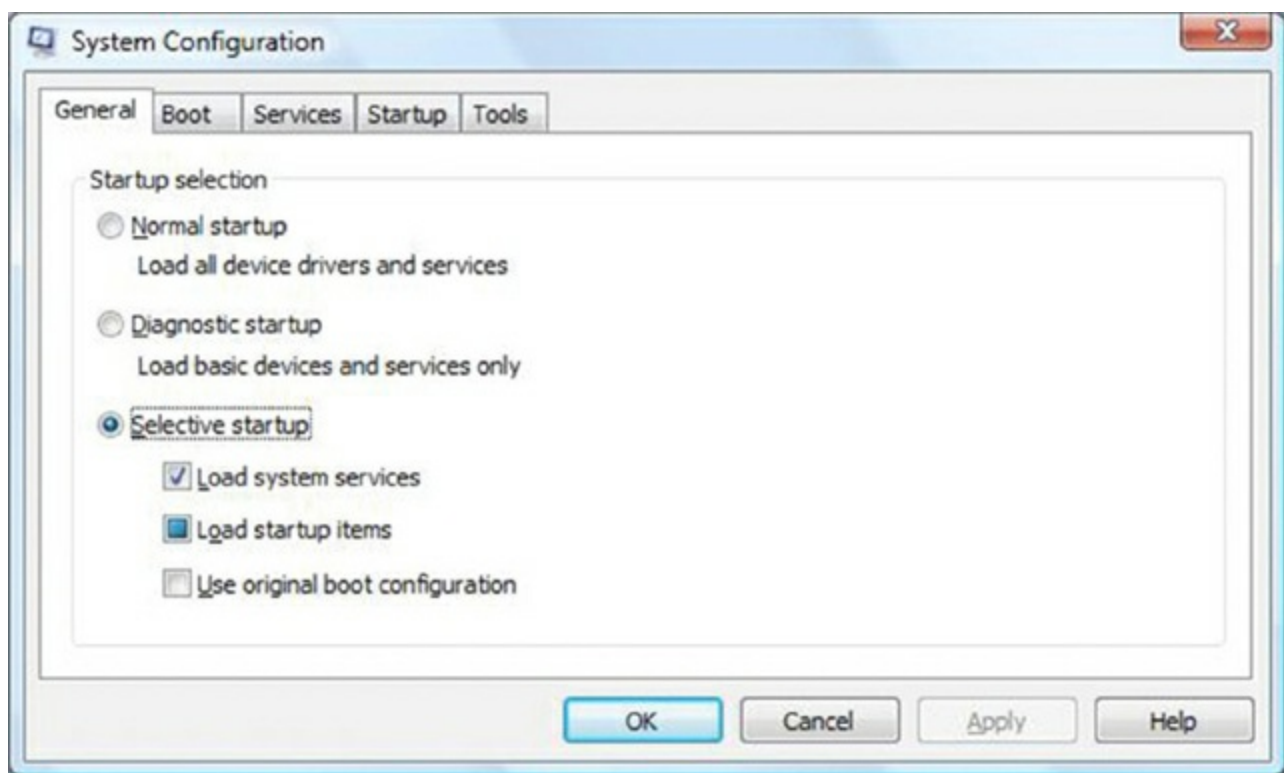 System Configuration
General Boot Services Startup Tools
Startup selection
Normal startup
Load all device drivers and services
Diagnostic startup
Load basic devices and services only
Selective startup
Load system services
Load startup items
Use original boot configuration
OK Cancel Apply Help